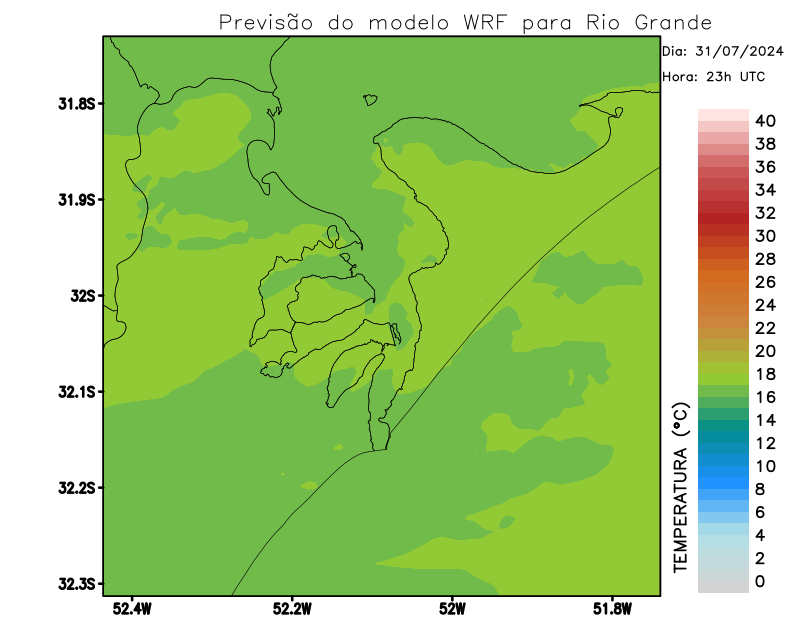 Previsão do modelo WRF para Rio Grande
Dia: 31/07/2024
Hora: 23h UTC
31.8S
31.9S
32S
32.1S
32.2S
32.3S
52.4W
52.2W
52W
51.8W
40
38
36
34
32
30
28
26
24
22
20
18
16
14
12
10
8
6
4
2
0
TEMPERATURA (°C)